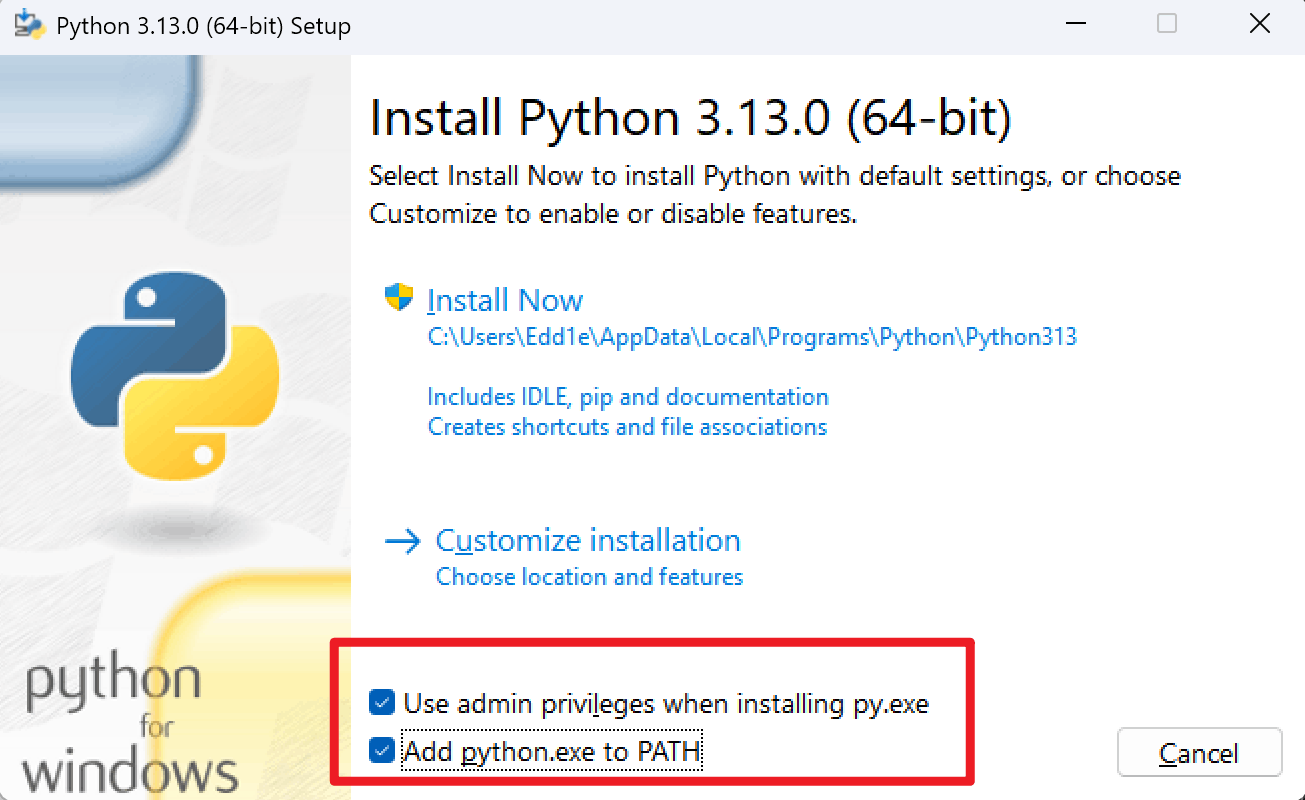 Python 3.13.0 (64-bit) Setup
Install Python 3.13.0 (64-bit)
Select Install Now to install Python with default settings, or choose
Customize to enable or disable features.
Install Now
C:\Users\Edd1e\AppData\Local\Programs\Python\Python313
Includes IDLE, pip and documentation
Creates shortcuts and file associations
Customize installation
Choose location and features
Use admin privileges when installing py.exe
Add python.exe to PATH
Cancel
python
for
windows